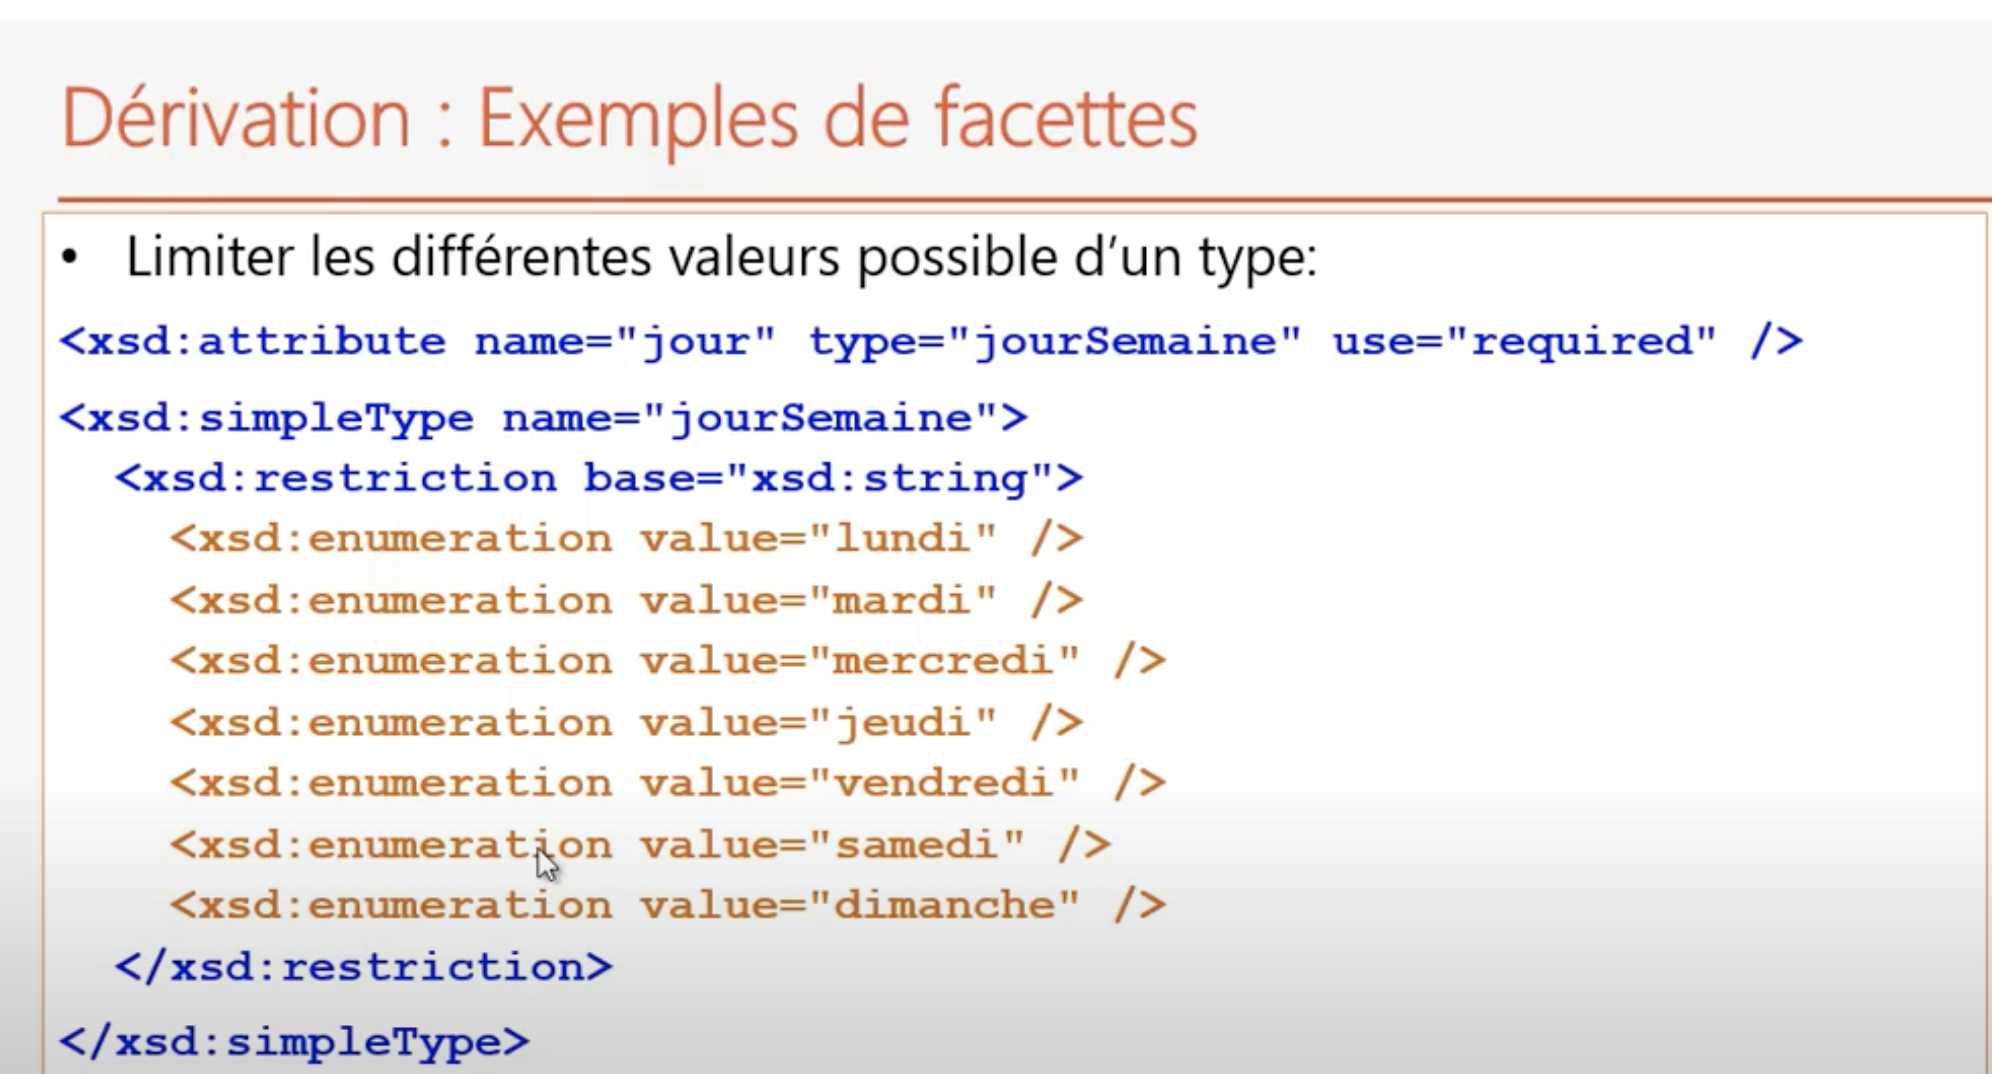 Dérivation : Exemples de facettes
• Limiter les différentes valeurs possible d'un type:
<xsd:attribute name="jour" type="jourSemaine" use="required" />
<xsd:simpleType name="jourSemaine">
<xsd:restriction base="xsd:string">
<xsd:enumeration value="lundi" />
<xsd:enumeration value="mardi" />
<xsd:enumeration value="mercredi" />
<xsd:enumeration value="jeudi" />
<xsd:enumeration value="vendredi" />
<xsd:enumeration value="samedi" />
<xsd:enumeration value="dimanche" />
</xsd:restriction>
</xsd:simpleType>